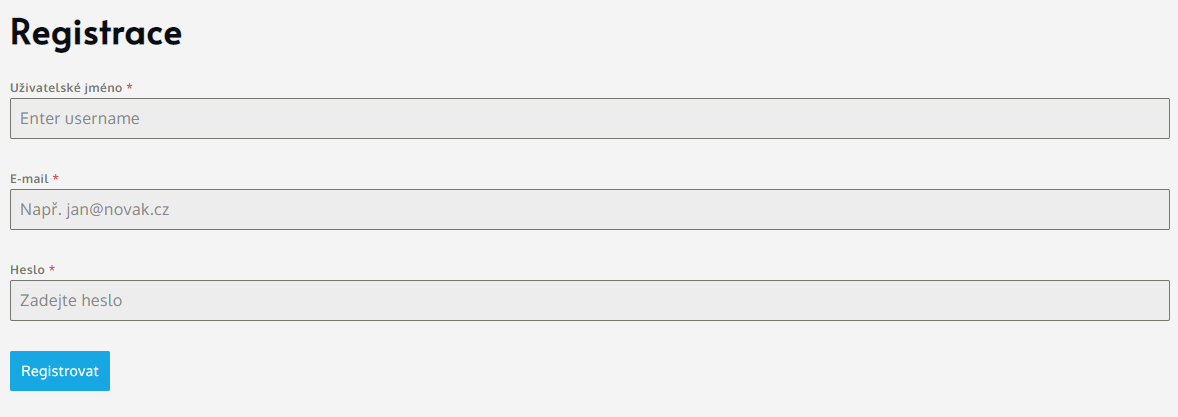 Registrace
Uživatelské jméno *
Enter username
E-mail *
Např. jan@novak.cz
Heslo *
Zadejte heslo
Registrovat